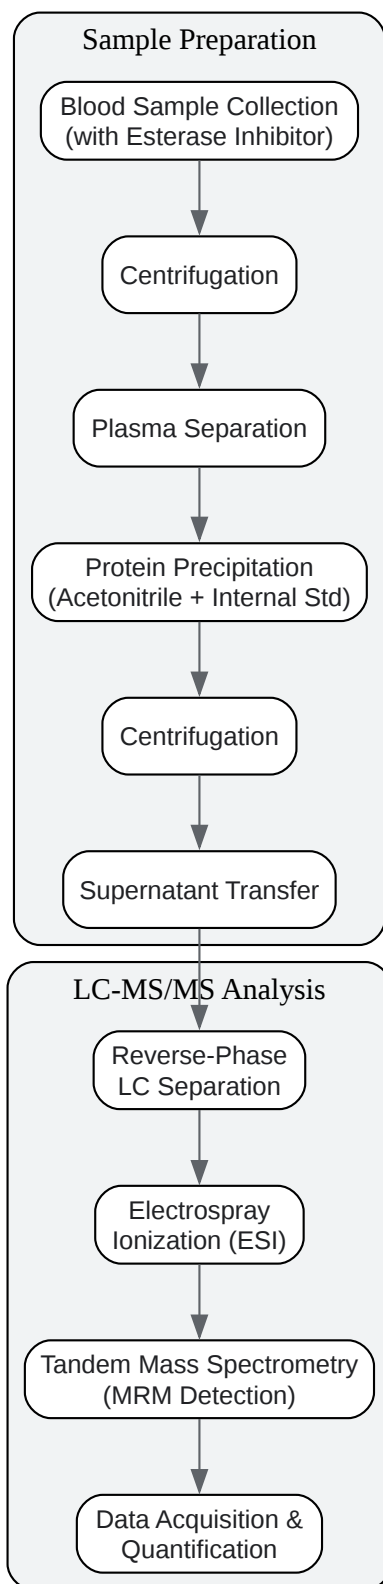 Sample Preparation
Blood Sample Collection
(with Esterase Inhibitor)
Centrifugation
Plasma Separation
Protein Precipitation
(Acetonitrile + Internal Std)
Centrifugation
Supernatant Transfer
LC-MS/MS Analysis
Reverse-Phase
LC Separation
Electrospray
Ionization (ESI)
Tandem Mass Spectrometry
(MRM Detection)
Data Acquisition &
Quantification